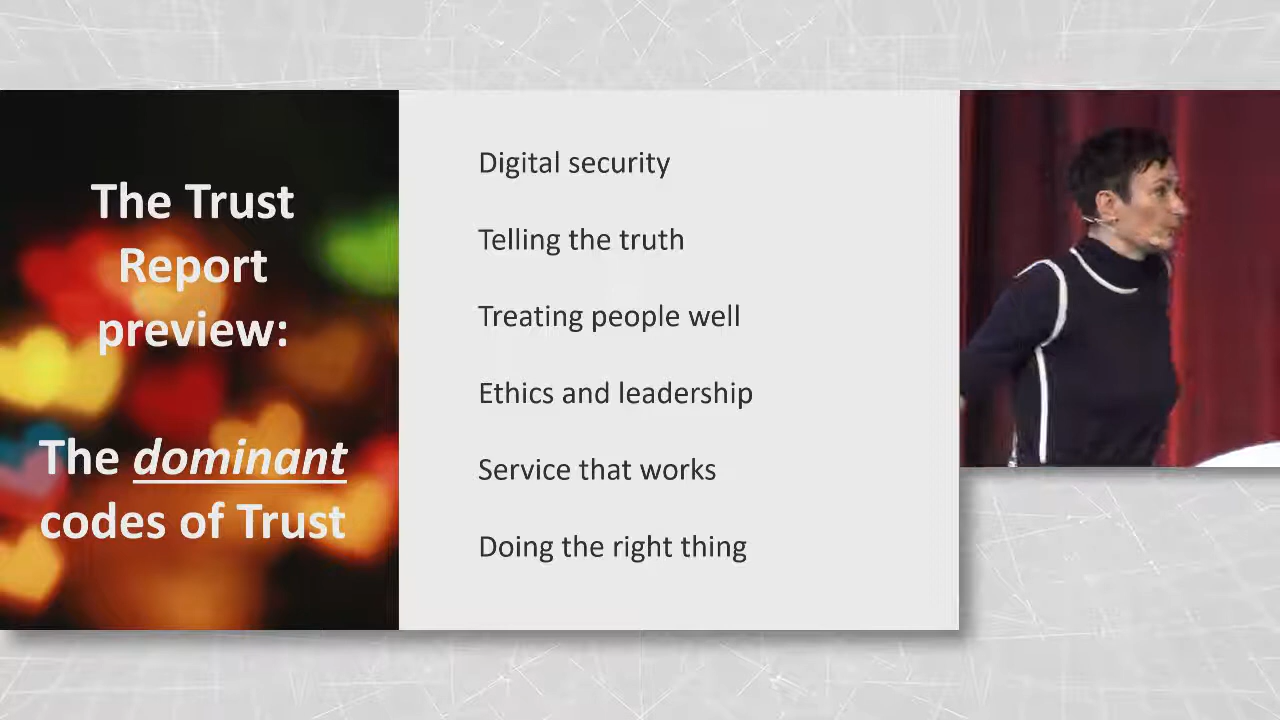 The Trust
Report
preview:
The dominant
codes of Trust
Digital security
Telling the truth
Treating people well
Ethics and leadership
Service that works
Doing the right thing